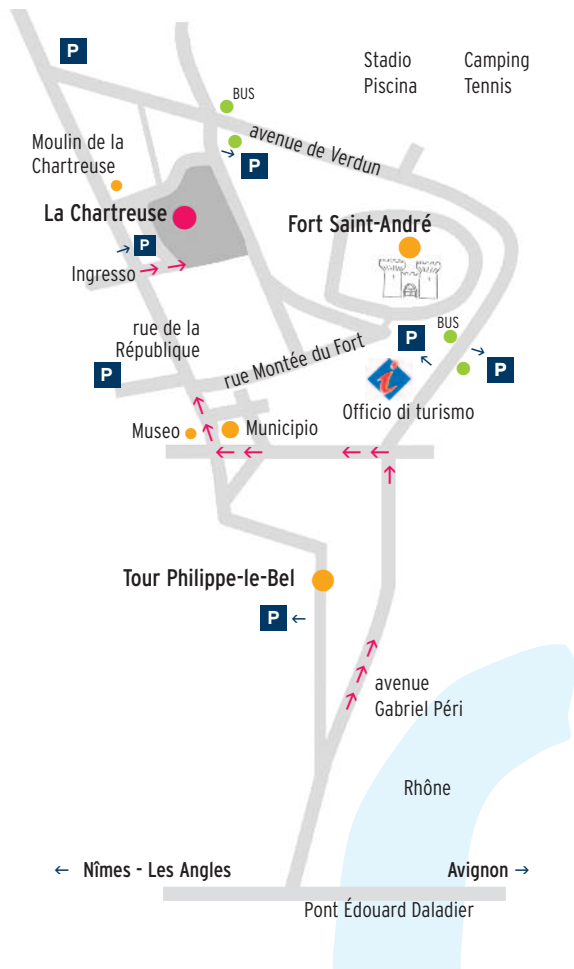 P
Stadio
Piscina
Camping
Tennis
BUS
avenue de Verdun
P
Moulin de la
Chartreuse
La Chartreuse
Fort Saint-André
P
Ingresso
rue de la
République
BUS
P
P
rue Montée du Fort
P
i
Officio di turismo
Museo
Municipio
Tour Philippe-le-Bel
P
avenue
Gabriel Péri
Rhône
← Nîmes - Les Angles
Avignon →
Pont Édouard Daladier